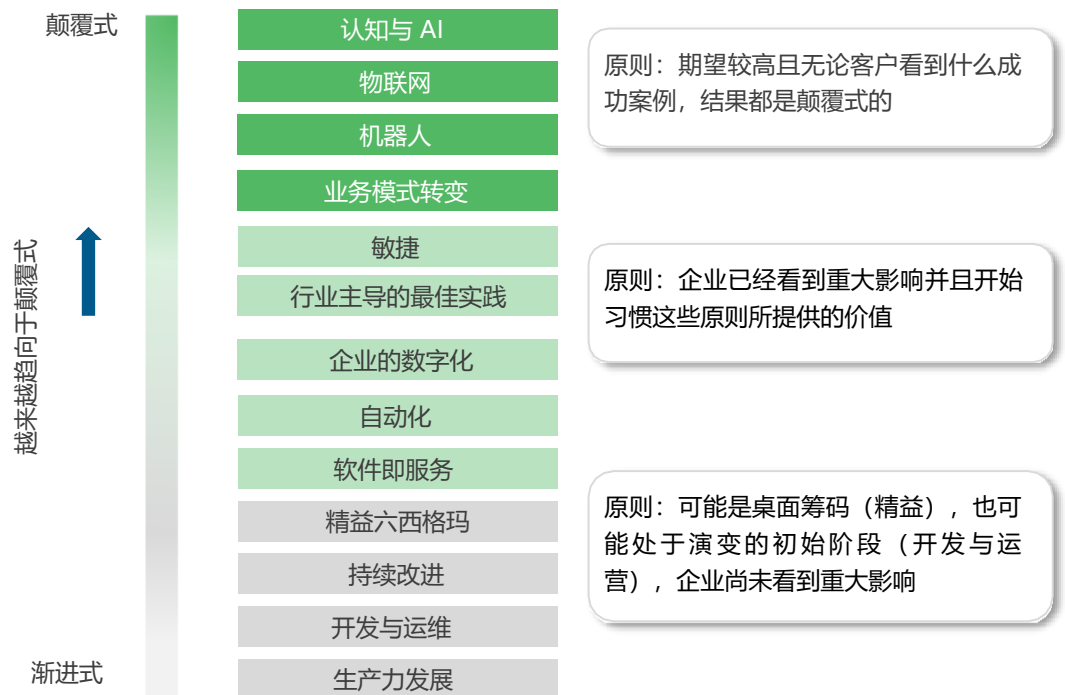 颠覆式
越来越趋向于颠覆式
渐进式
认知与 AI
物联网
机器人
业务模式转变
敏捷
行业主导的最佳实践
企业的数字化
自动化
软件即服务
精益六西格玛
持续改进
开发与运维
生产力发展
原则：期望较高且无论客户看到什么成
功案例，结果都是颠覆式的
原则：企业已经看到重大影响并且开始
习惯这些原则所提供的价值
原则：可能是桌面筹码（精益），也可
能处于演变的初始阶段（开发与运
营），企业尚未看到重大影响